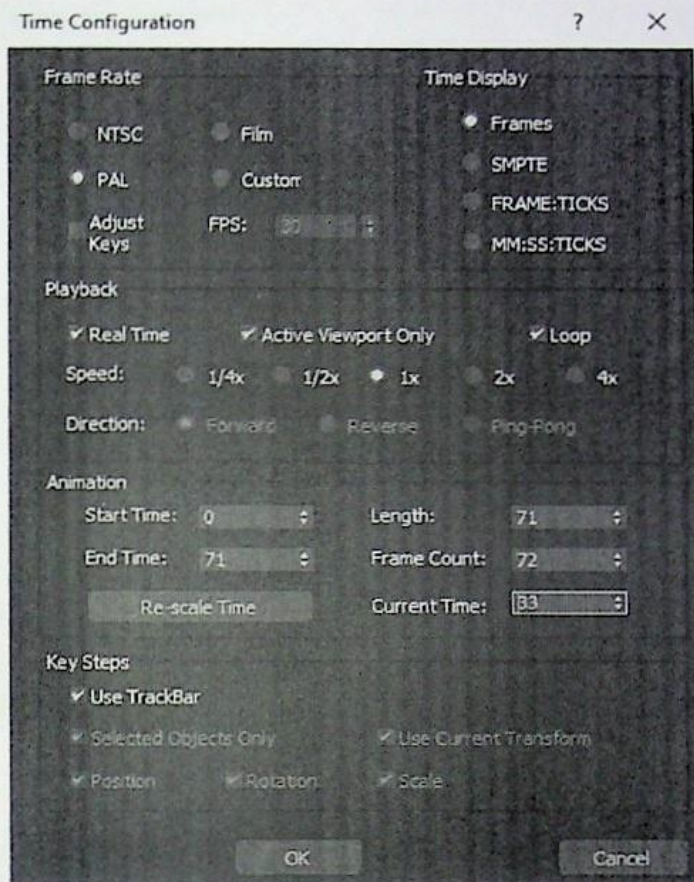 Time Configuration ? ✕
Frame Rate
NTSC Film
PAL Custom
Adjust Keys FPS: 30
Time Display
Frames
SMPTE
FRAME:TICKS
MM:SS:TICKS
Playback
Real Time Active Viewport Only Loop
Speed: 1/4x 1/2x 1x 2x 4x
Direction: Forward Reverse Ping-Pong
Animation
Start Time: 0 Length: 71
End Time: 71 Frame Count: 72
Re-scale Time Current Time: 33
Key Steps
Use TrackBar
Selected Objects Only Use Current Transform
Position Rotation Scale
OK Cancel